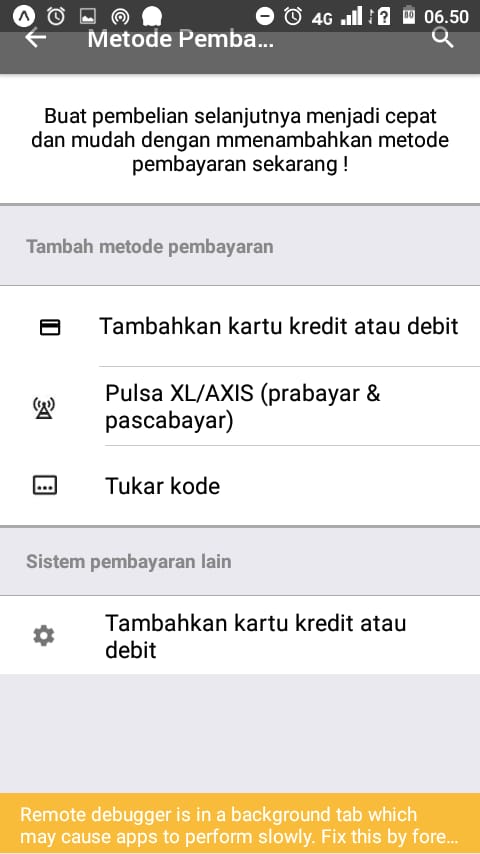 4G 80 06.50
Metode Pemba...
Buat pembelian selanjutnya menjadi cepat
dan mudah dengan mmenambahkan metode
pembayaran sekarang !
Tambah metode pembayaran
Tambahkan kartu kredit atau debit
Pulsa XL/AXIS (prabayar &
pascabayar)
Tukar kode
Sistem pembayaran lain
Tambahkan kartu kredit atau
debit
Remote debugger is in a background tab which
may cause apps to perform slowly. Fix this by fore...